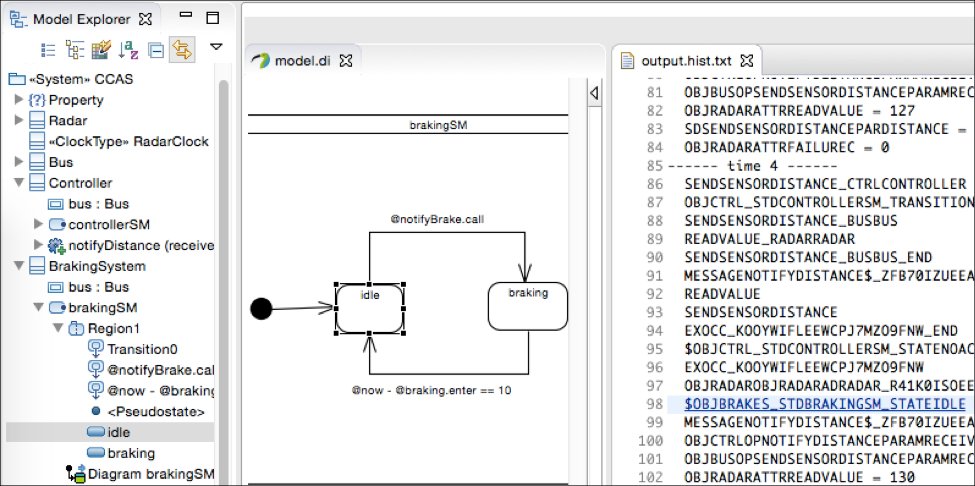 Model Explorer
«System» CCAS
{?} Property
Radar
«ClockType» RadarClock
Bus
Controller
bus : Bus
controllerSM
notifyDistance (receive
BrakingSystem
bus : Bus
brakingSM
Region1
Transition0
@notifyBrake.cal
@now - @braking
<Pseudostate>
idle
braking
Diagram brakingSM
model.di
brakingSM
@notifyBrake.call
idle
braking
@now - @braking.enter == 10
output.hist.txt
81 OBJBUSOPSENDSENSORDISTANCEPARAMREC
82 OBJRADARATTRREADVALUE = 127
83 SDSENDSENSORDISTANCEPARDISTANCE =
84 OBJRADARATTRFAILUREC = 0
85 ------ time 4 ------
86 SENDSENSORDISTANCE_CTRLCONTROLLER
87 OBJCTRL_STDCONTROLLERSM_TRANSITION
88 SENDSENSORDISTANCE_BUSBUS
89 READVALUE_RADARRADAR
90 SENDSENSORDISTANCE_BUSBUS_END
91 MESSAGENOTIFYDISTANCE$_ZFB70IZUEEA
92 READVALUE
93 SENDSENSORDISTANCE
94 EXOCC_KOOYWIFLEEWCPJ7MZO9FNW_END
95 $OBJCTRL_STDCONTROLLERSM_STATENOAC
96 EXOCC_KOOYWIFLEEWCPJ7MZO9FNW
97 OBJRADAROBJRADARADRADAR_R41K0ISOEE
98 $OBJBRAKES_STDBRAKINGSM_STATEIDLE
99 MESSAGENOTIFYDISTANCE$_ZFB70IZUEEA
100 OBJCTRLOPNOTIFYDISTANCEPARAMRECEIV
101 OBJBUSOPSENDSENSORDISTANCEPARAMREC
102 OBJRADARATTRREADVALUE = 130